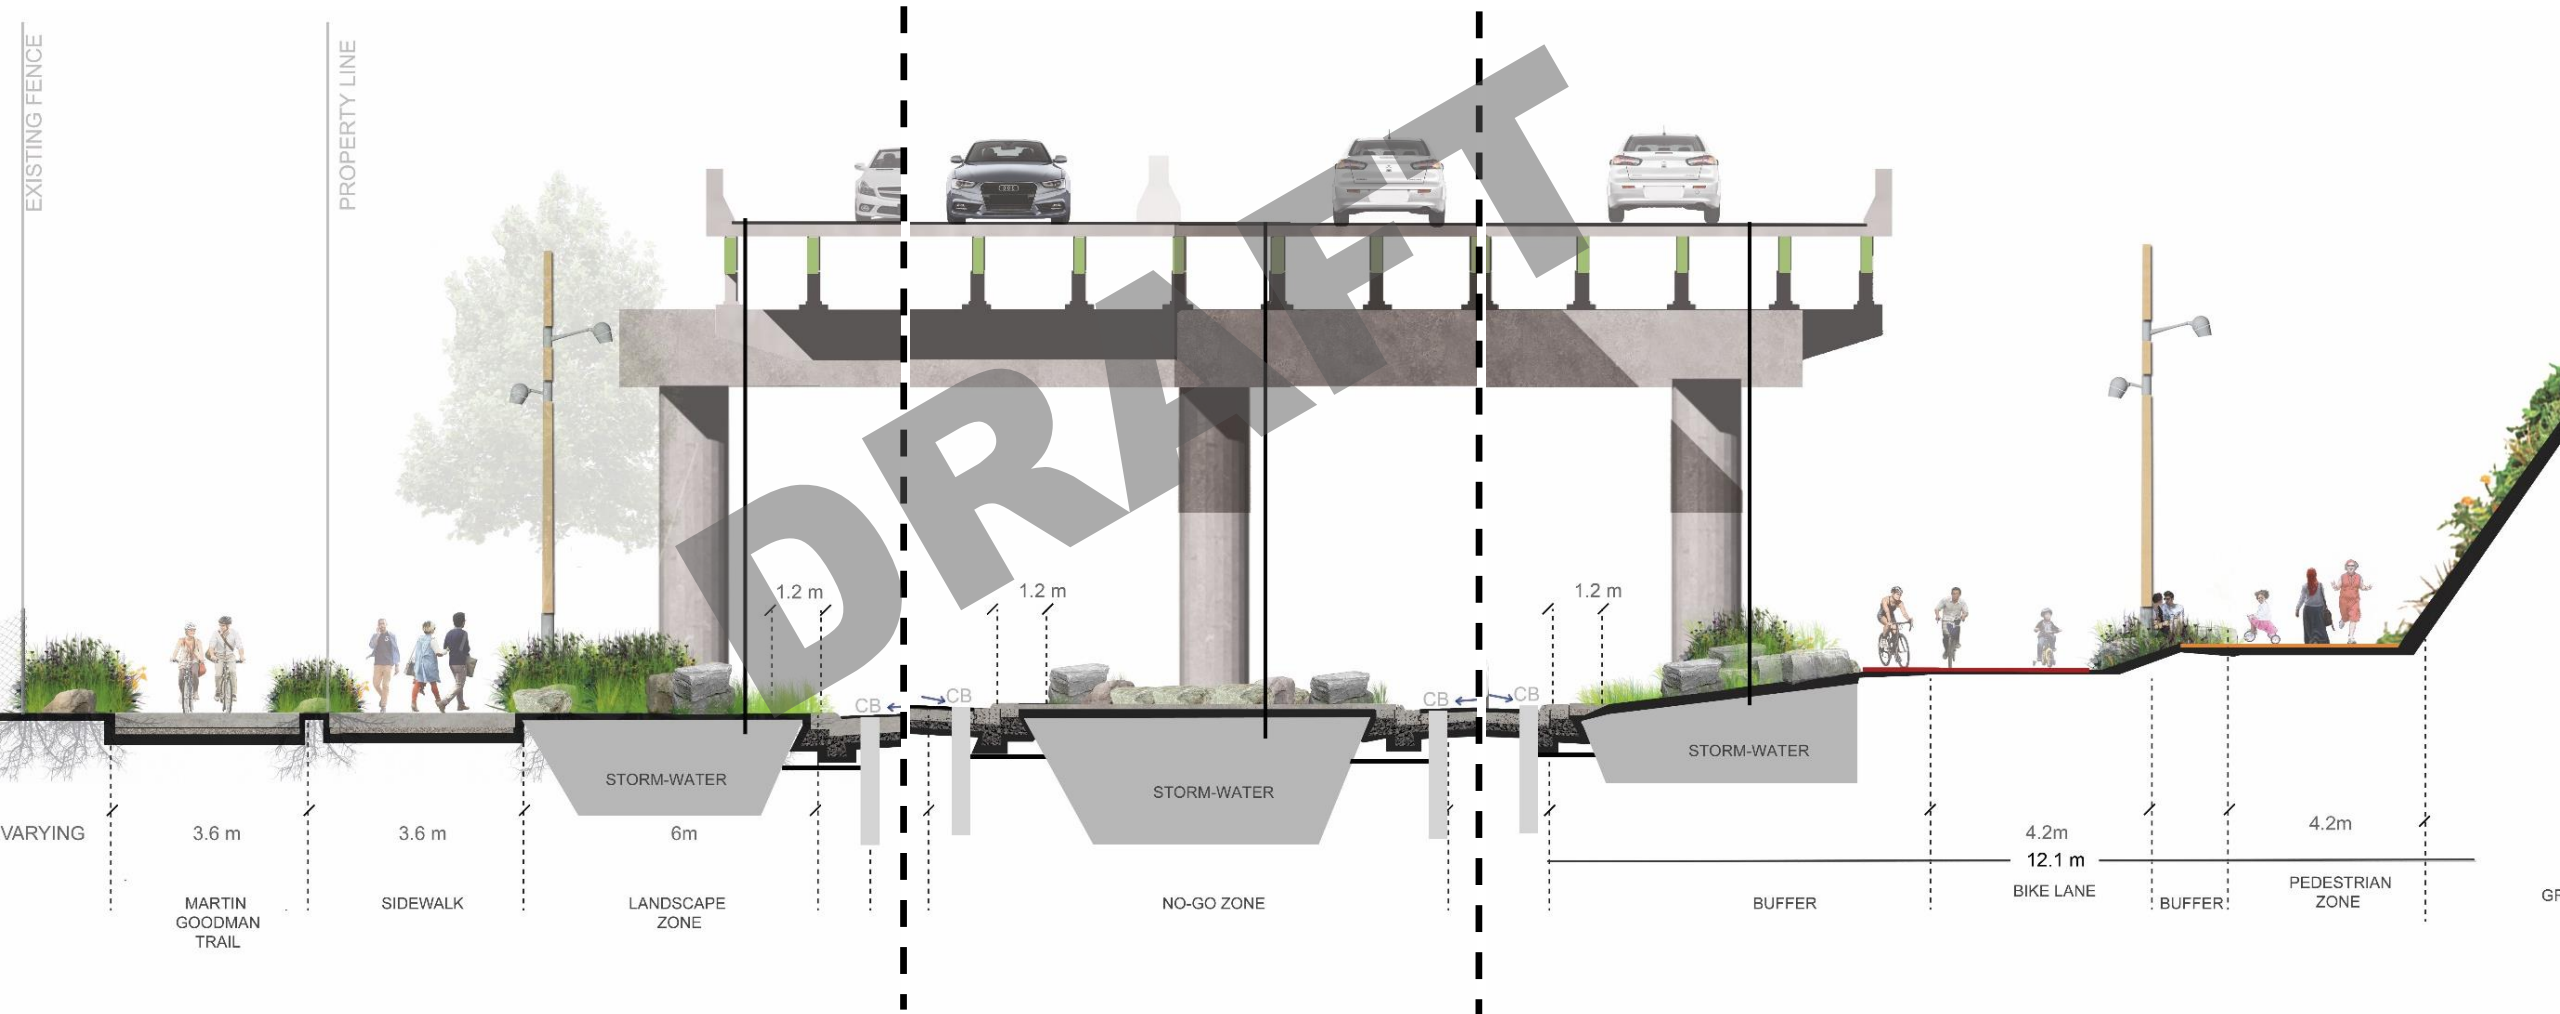 EXISTING FENCE
PROPERTY LINE
DRAFT
1.2 m
1.2 m
1.2 m
CB
CB
CB
CB
STORM-WATER
STORM-WATER
STORM-WATER
VARYING
3.6 m
3.6 m
6m
4.2m
4.2m
12.1 m
MARTIN
GOODMAN
TRAIL
SIDEWALK
LANDSCAPE
ZONE
NO-GO ZONE
BUFFER
BIKE LANE
BUFFER
PEDESTRIAN
ZONE